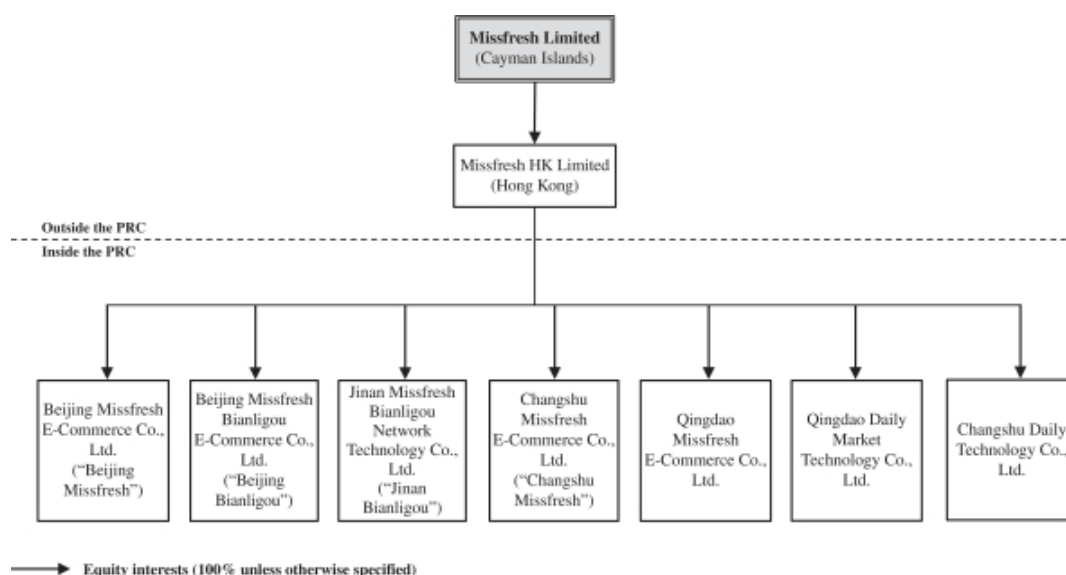 Missfresh Limited
(Cayman Islands)
Missfresh HK Limited
(Hong Kong)
Outside the PRC
Inside the PRC
Beijing Missfresh
E-Commerce Co.,
Ltd.
(“Beijing
Missfresh”)
Beijing Missfresh
Bianligou
E-Commerce Co.,
Ltd.
(“Beijing
Bianligou”)
Jinan Missfresh
Bianligou
Network
Technology Co.,
Ltd.
(“Jinan
Bianligou”)
Changshu
Missfresh
E-Commerce Co.,
Ltd.
(“Changshu
Missfresh”)
Qingdao
Missfresh
E-Commerce Co.,
Ltd.
Qingdao Daily
Market
Technology Co.,
Ltd.
Changshu Daily
Technology Co.,
Ltd.
Equity interests (100% unless otherwise specified)